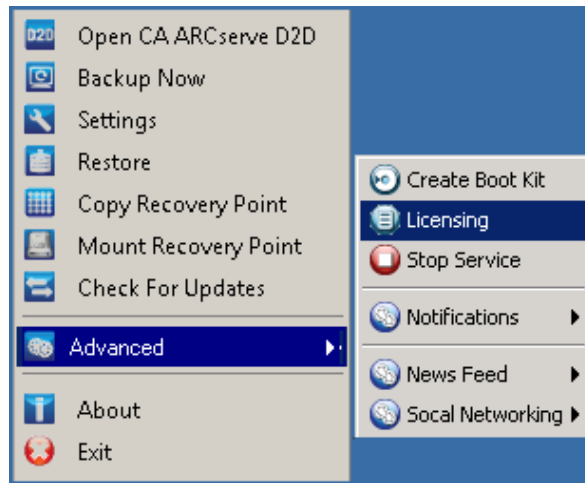 D2D Open CA ARCserve D2D
Backup Now
Settings
Restore
Copy Recovery Point
Mount Recovery Point
Check For Updates
Advanced
About
Exit
Create Boot Kit
Licensing
Stop Service
Notifications
News Feed
Socal Networking